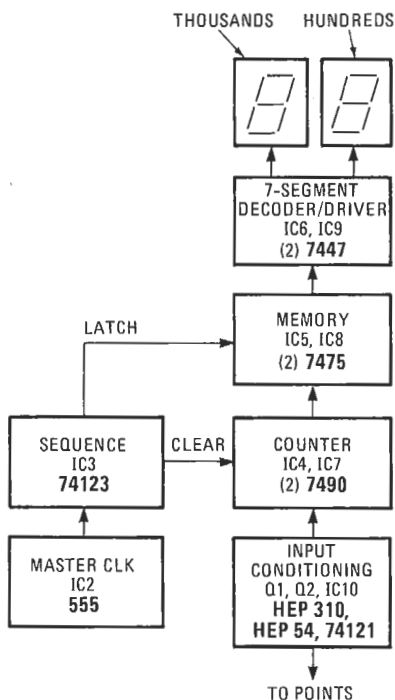 THOUSANDS HUNDREDS
7-SEGMENT
DECODER/DRIVER
IC6, IC9
(2) 7447
LATCH
MEMORY
IC5, IC8
(2) 7475
SEQUENCE
IC3
74123
CLEAR
COUNTER
IC4, IC7
(2) 7490
MASTER CLK
IC2
555
INPUT
CONDITIONING
Q1, Q2, IC10
HEP 310,
HEP 54, 74121
TO POINTS